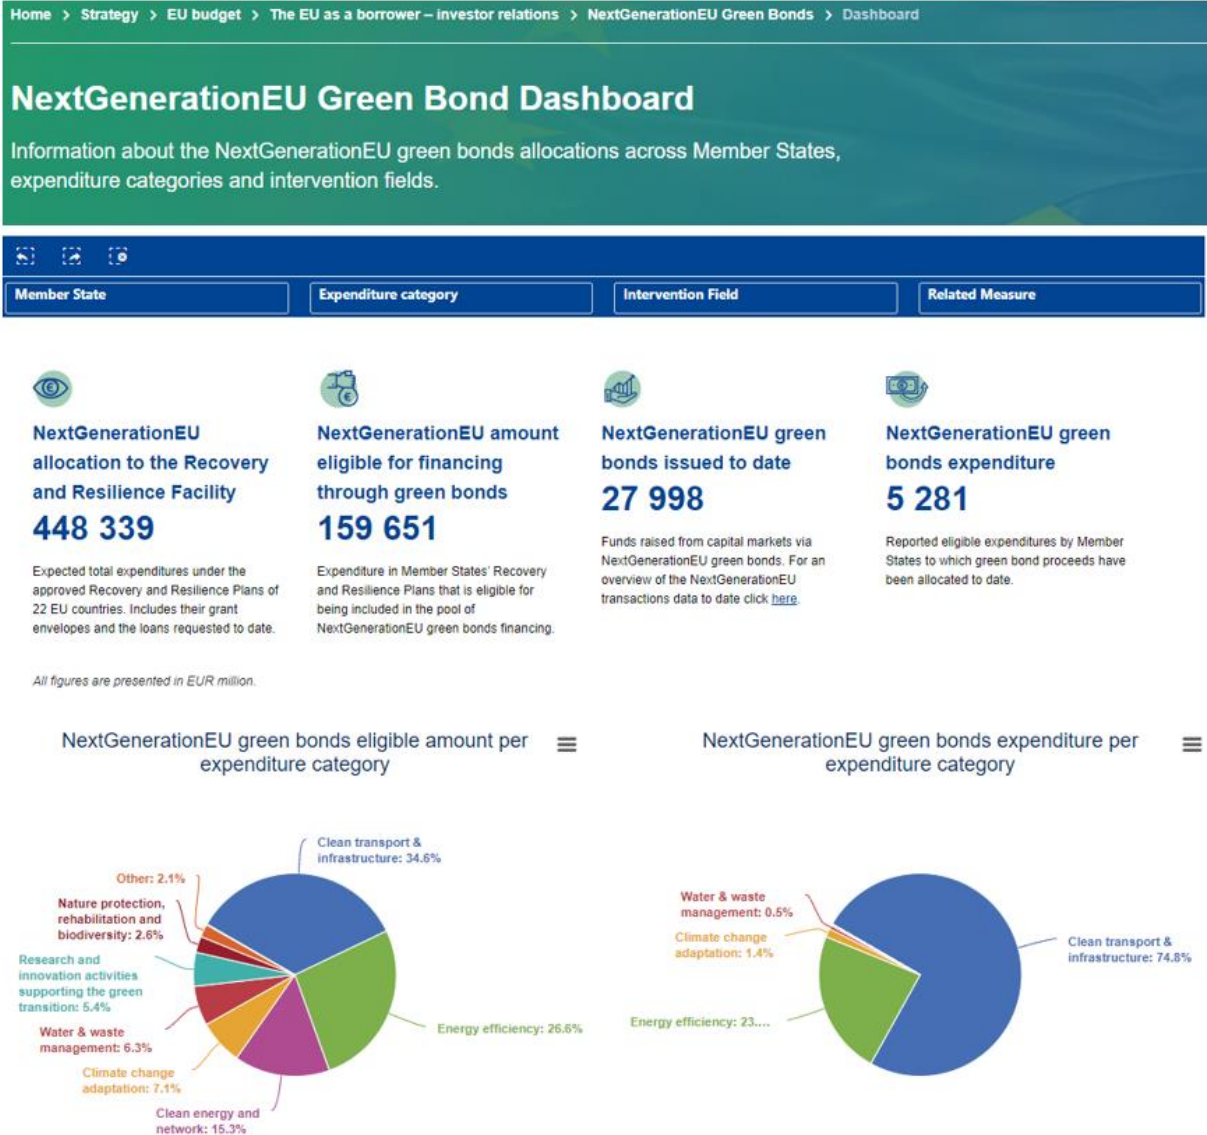 Home > Strategy > EU budget > The EU as a borrower – investor relations > NextGenerationEU Green Bonds > Dashboard
NextGenerationEU Green Bond Dashboard
Information about the NextGenerationEU green bonds allocations across Member States,
expenditure categories and intervention fields.
Member State
Expenditure category
Intervention Field
Related Measure
NextGenerationEU
allocation to the Recovery
and Resilience Facility
448 339
Expected total expenditures under the
approved Recovery and Resilience Plans of
22 EU countries. Includes their grant
envelopes and the loans requested to date.
NextGenerationEU amount
eligible for financing
through green bonds
159 651
Expenditure in Member States' Recovery
and Resilience Plans that is eligible for
being included in the pool of
NextGenerationEU green bonds financing.
NextGenerationEU green
bonds issued to date
27 998
Funds raised from capital markets via
NextGenerationEU green bonds. For an
overview of the NextGenerationEU
transactions data to date click here.
NextGenerationEU green
bonds expenditure
5 281
Reported eligible expenditures by Member
States to which green bond proceeds have
been allocated to date.
All figures are presented in EUR million.
NextGenerationEU green bonds eligible amount per
expenditure category
Clean transport &
infrastructure: 34.6%
Other: 2.1%
Nature protection,
rehabilitation and
biodiversity: 2.6%
Research and
innovation activities
supporting the green
transition: 5.4%
Water & waste
management: 6.3%
Climate change
adaptation: 7.1%
Clean energy and
network: 15.3%
Energy efficiency: 26.6%
NextGenerationEU green bonds expenditure per
expenditure category
Water & waste
management: 0.5%
Climate change
adaptation: 1.4%
Energy efficiency: 23....
Clean transport &
infrastructure: 74.8%